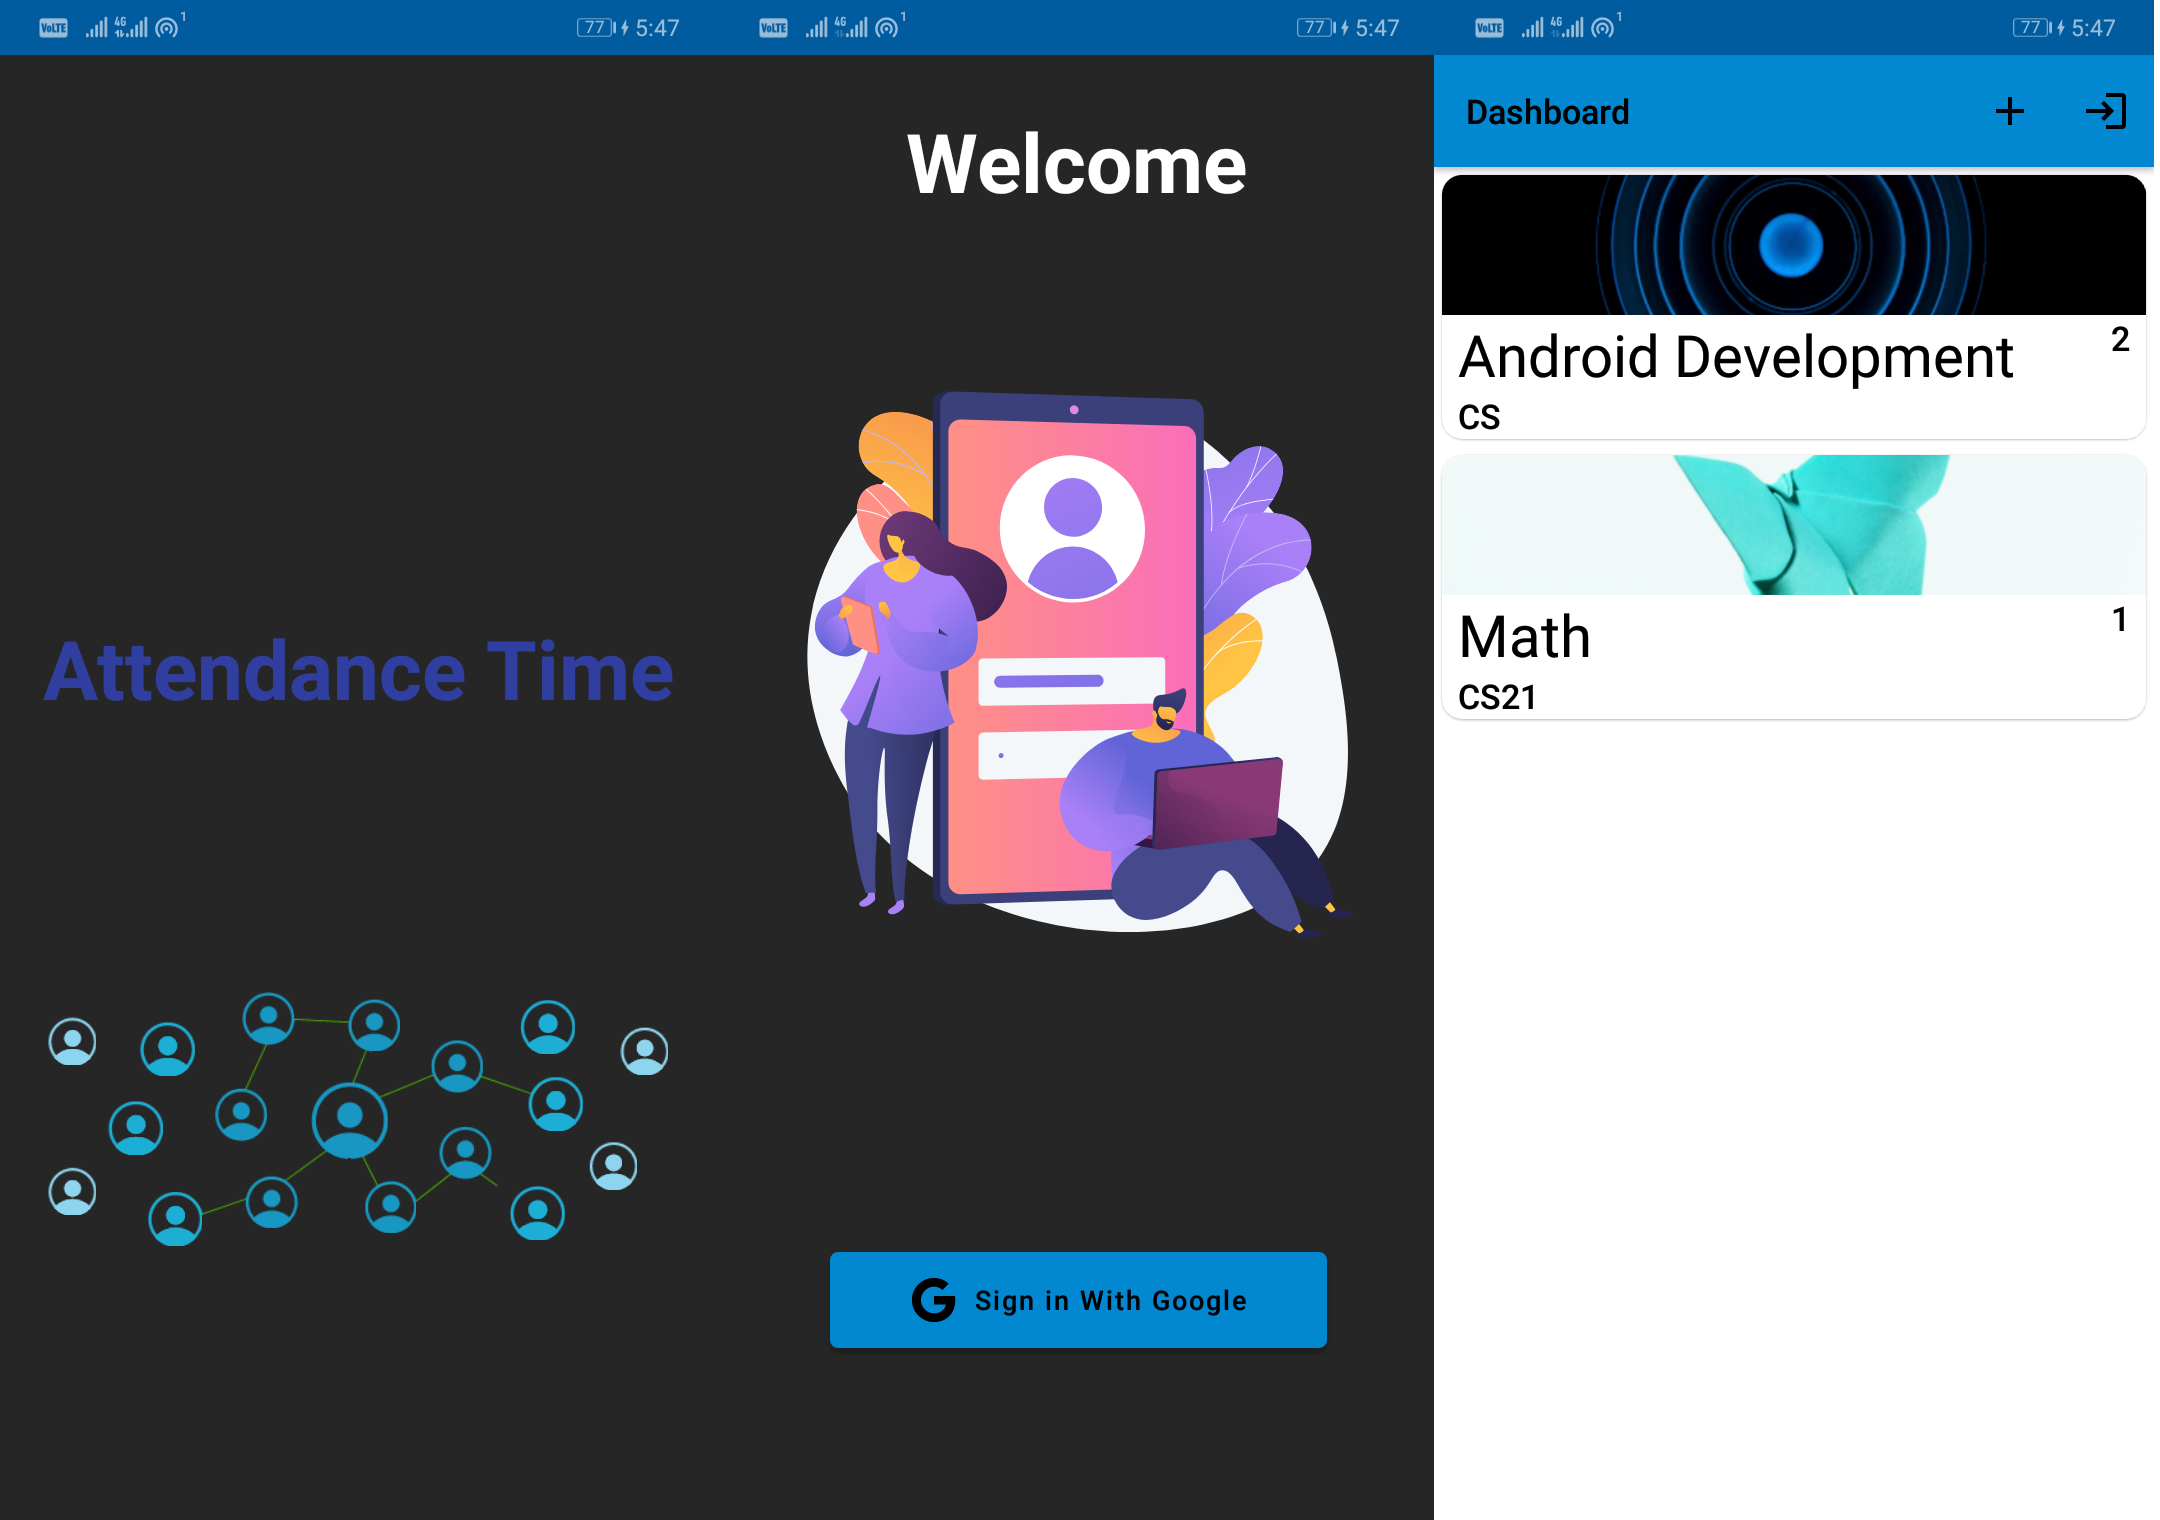 VoLTE 4G 1 77 5:47
Attendance Time
VoLTE 4G 1 77 5:47
Welcome
Sign in With Google
VoLTE 4G 1 77 5:47
Dashboard
Android Development 2
CS
Math 1
CS21